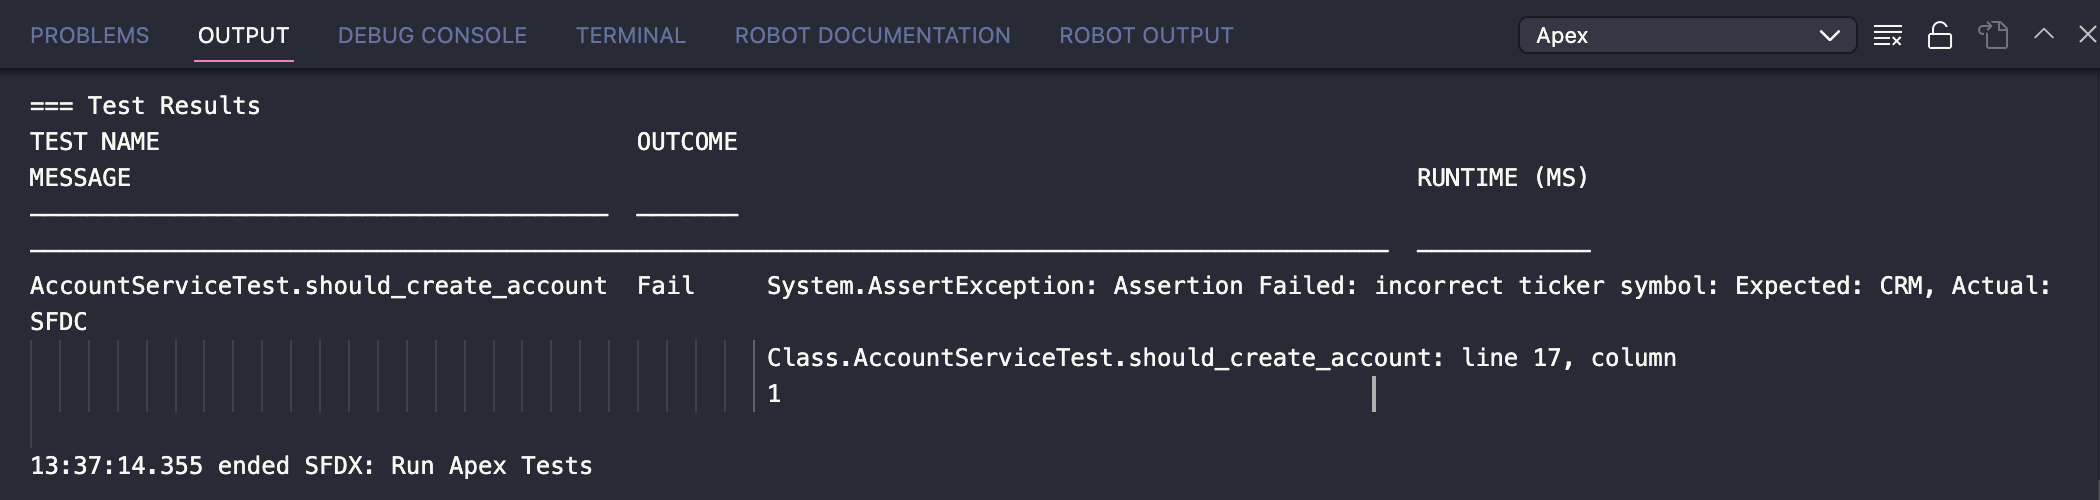 PROBLEMS OUTPUT DEBUG CONSOLE TERMINAL ROBOT DOCUMENTATION ROBOT OUTPUT Apex
=== Test Results
TEST NAME OUTCOME
MESSAGE RUNTIME (MS)
AccountServiceTest.should_create_account Fail System.AssertException: Assertion Failed: incorrect ticker symbol: Expected: CRM, Actual:
SFDC
Class.AccountServiceTest.should_create_account: line 17, column
1
13:37:14.355 ended SFDX: Run Apex Tests